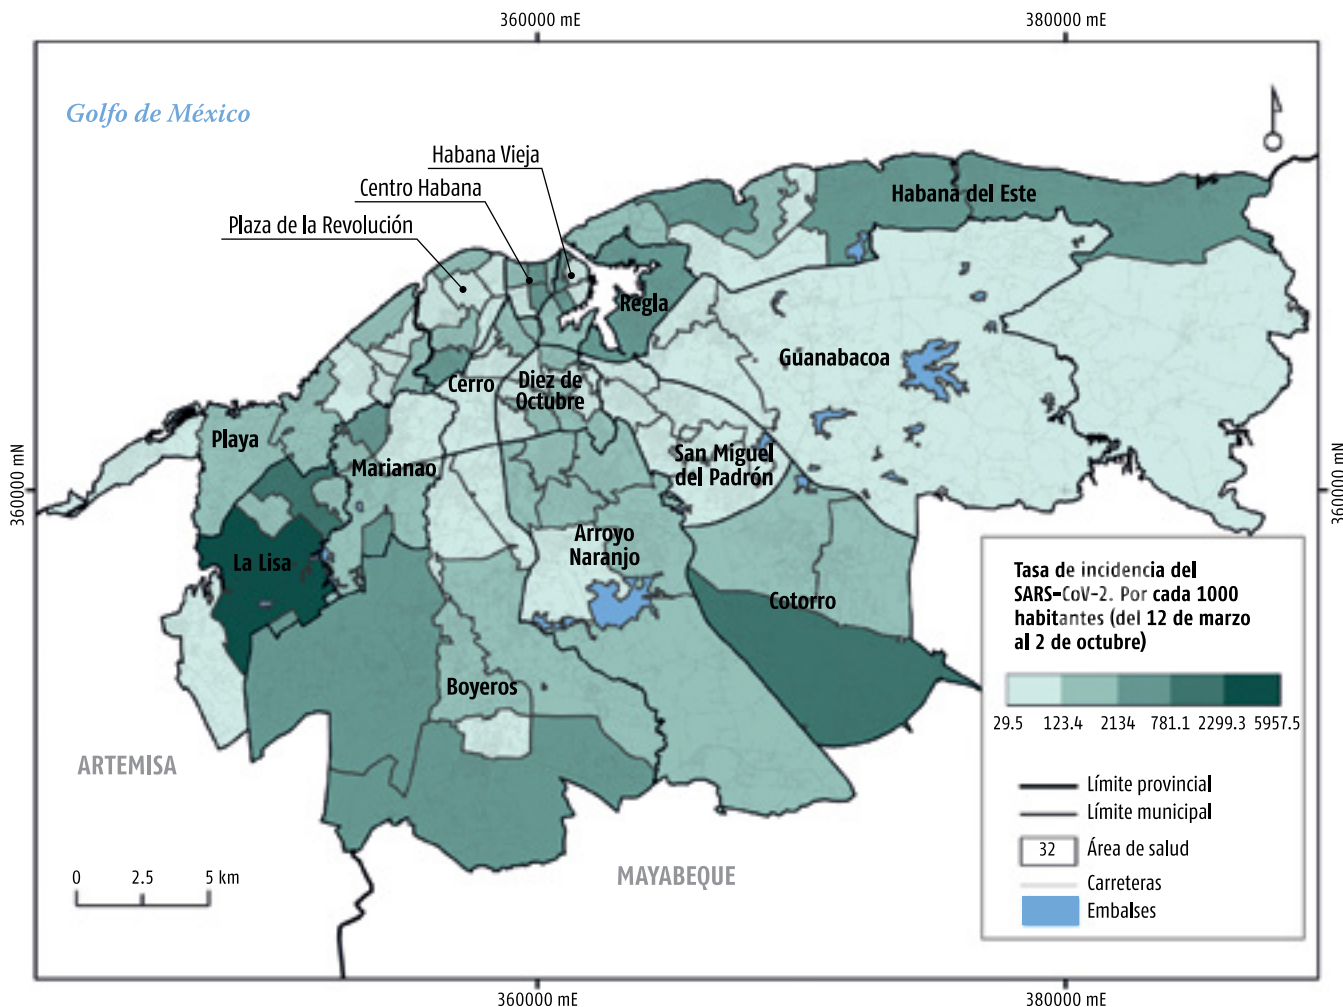 360000 mE
380000 mE
Golfo de México
Habana Vieja
Centro Habana
Plaza de la Revolución
Habana del Este
Regla
Guanabacoa
Cerro
Diez de
Octubre
Playa
Marianao
San Miguel
del Padrón
360000 mN
360000 mN
Arroyo
Naranjo
La Lisa
Cotorro
Boyeros
ARTEMISA
MAYABEQUE
0 2.5 5 km
Tasa de incidencia del
SARS-CoV-2. Por cada 1000
habitantes (del 12 de marzo
al 2 de octubre)
29.5 123.4 2134 781.1 2299.3 5957.5
Límite provincial
Límite municipal
32 Área de salud
Carreteras
Embalses
360000 mE
380000 mE